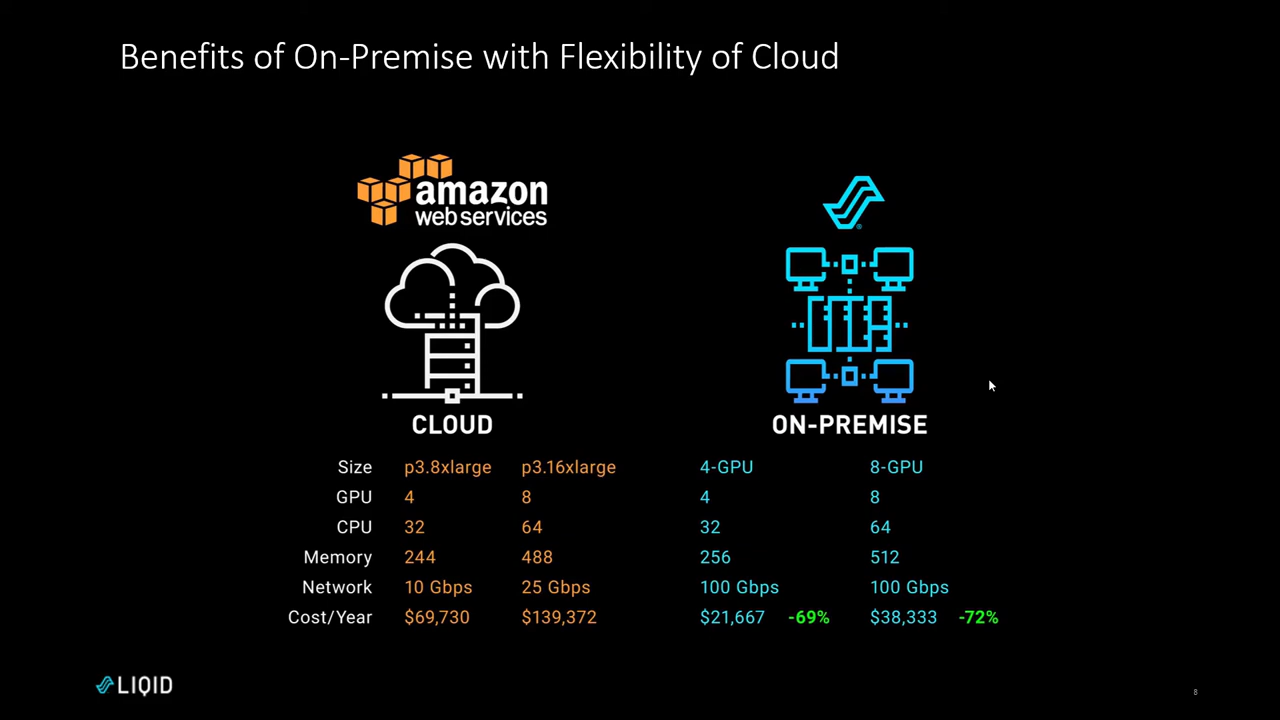 Benefits of On-Premise with Flexibility of Cloud
amazon
web services
CLOUD
ON-PREMISE
Size p3.8xlarge p3.16xlarge 4-GPU 8-GPU
GPU 4 8 4 8
CPU 32 64 32 64
Memory 244 488 256 512
Network 10 Gbps 25 Gbps 100 Gbps 100 Gbps
Cost/Year $69,730 $139,372 $21,667 -69% $38,333 -72%
LIQID
8